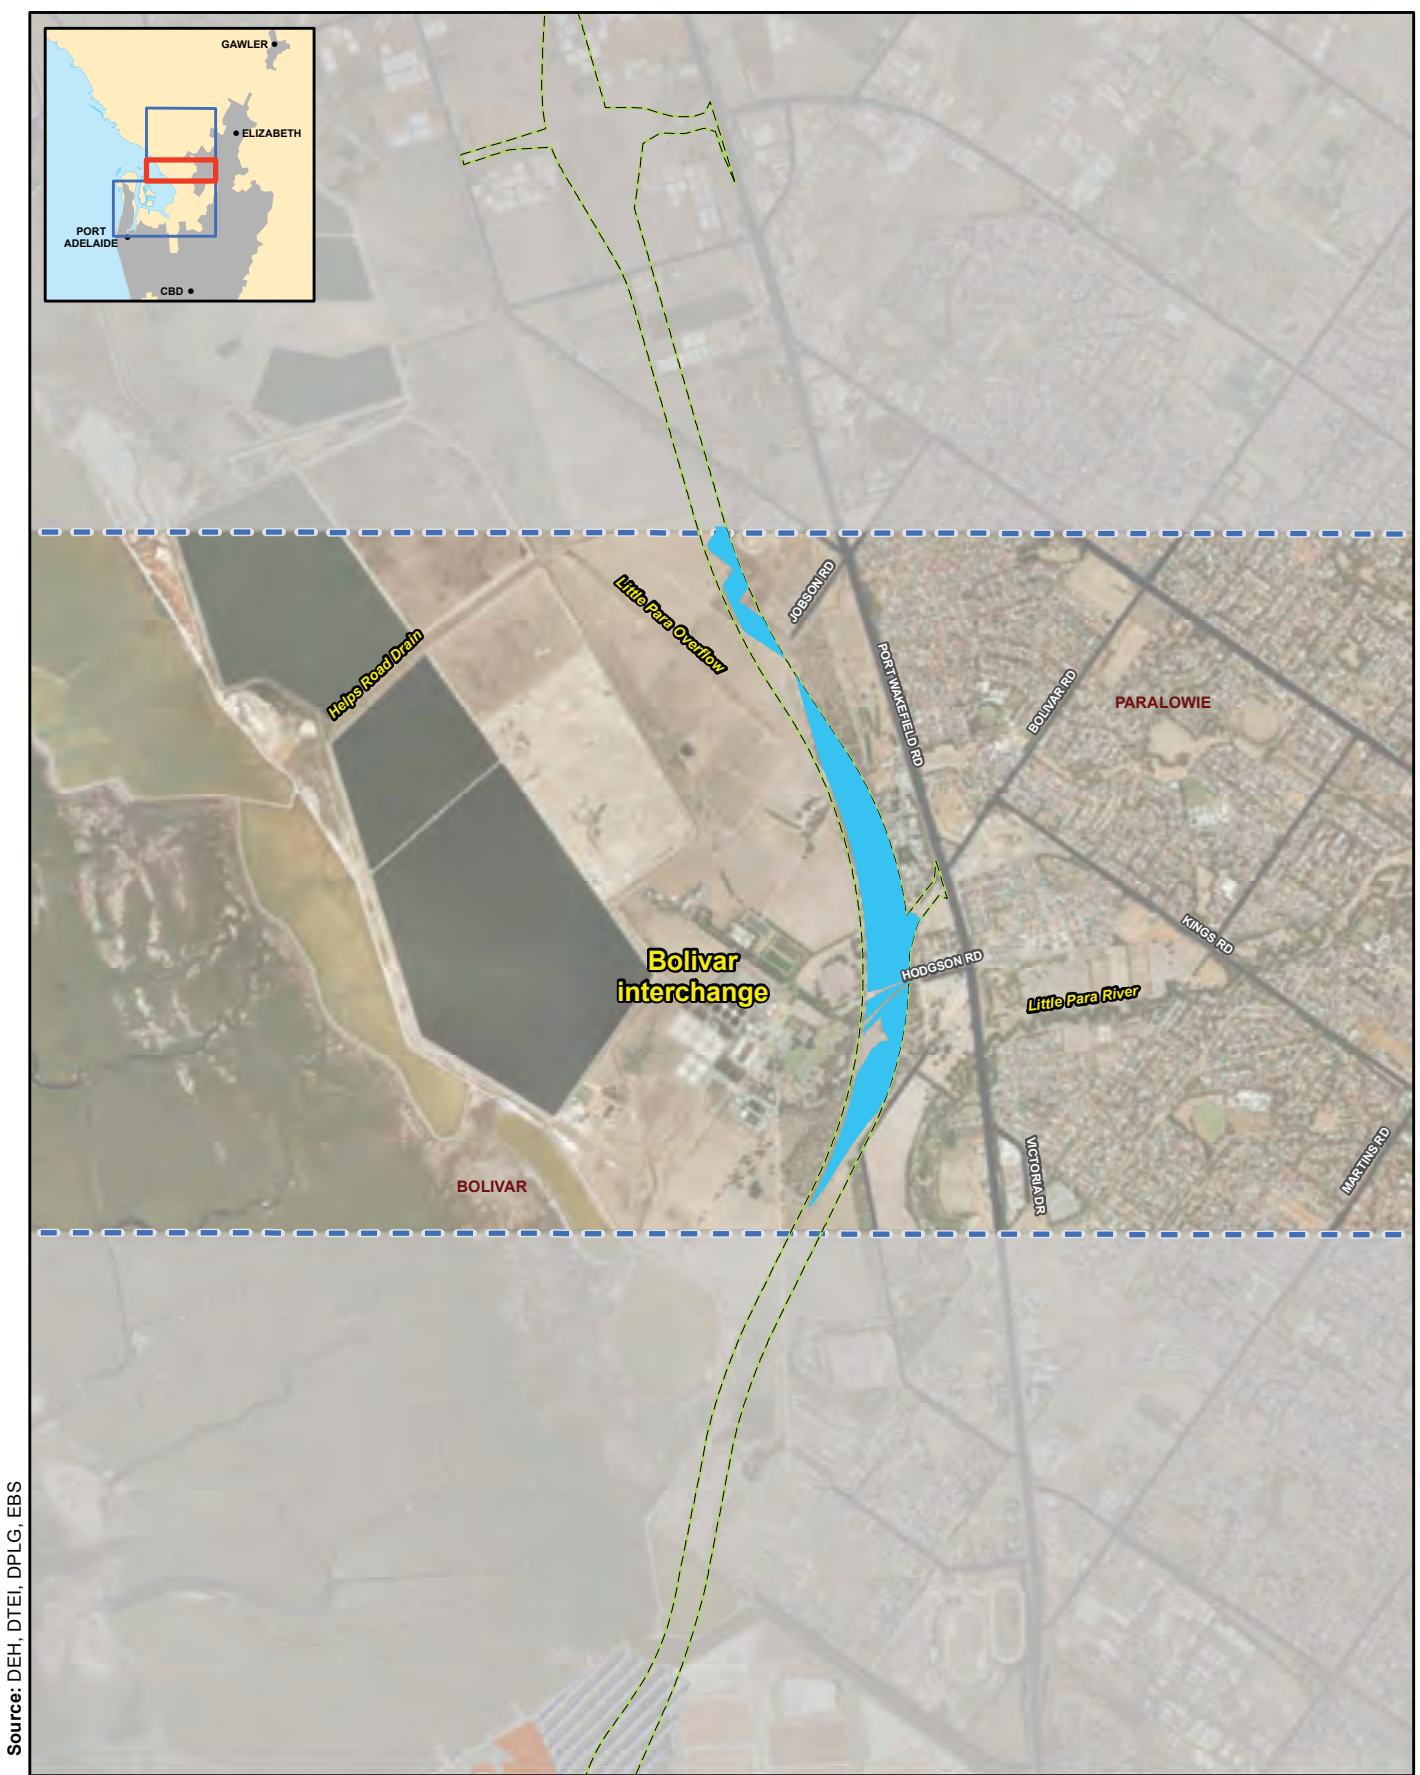 GAWLER
ELIZABETH
PORT
ADELAIDE
CBD
JOBSON RD
Little Para Overflow
Helps Road Drain
PORT WAKEFIELD RD
BOLIVAR RD
PARALOWIE
KINGS RD
Bolivar
interchange
HODGSON RD
Little Para River
VICTORIA DR
MARTINS RD
BOLIVAR
Source: DEH, DTEI, DPLG, EBS